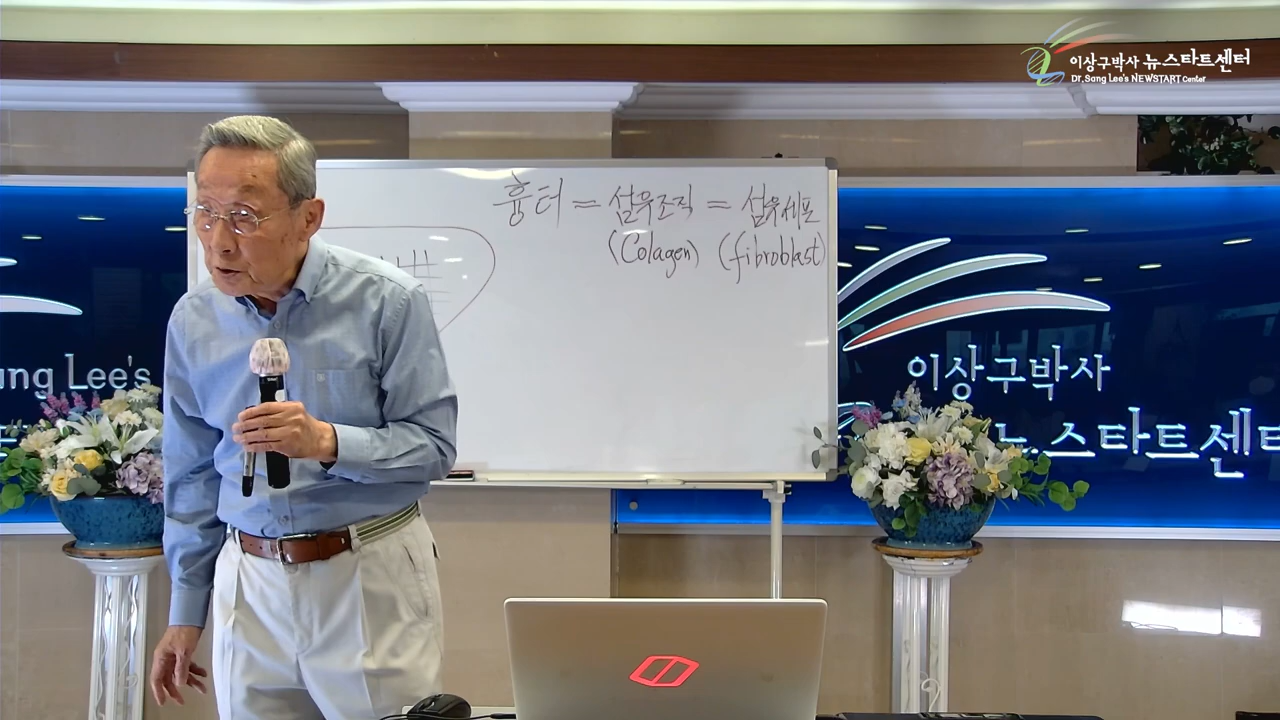 이상구박사 뉴스타트센터
Dr. Sang Lee's NEWSTART Center
흉터 = 섬유조직 = 섬유세포
(Colagen) (fibroblast)
Lee's
이상구박사
뉴스타트센터